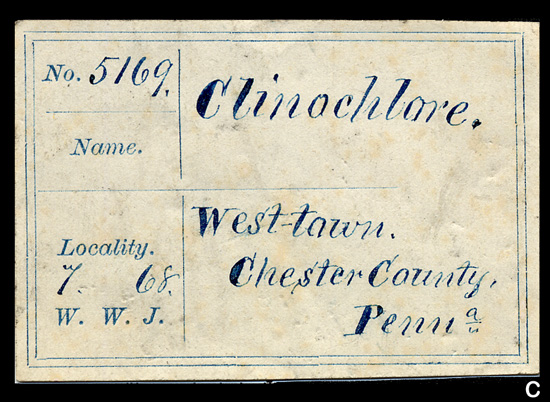 No. 5169.
Clinochlore.
Name.
West-town.
Locality.
Chester County,
7. 68.
Penna
W. W. J.
C